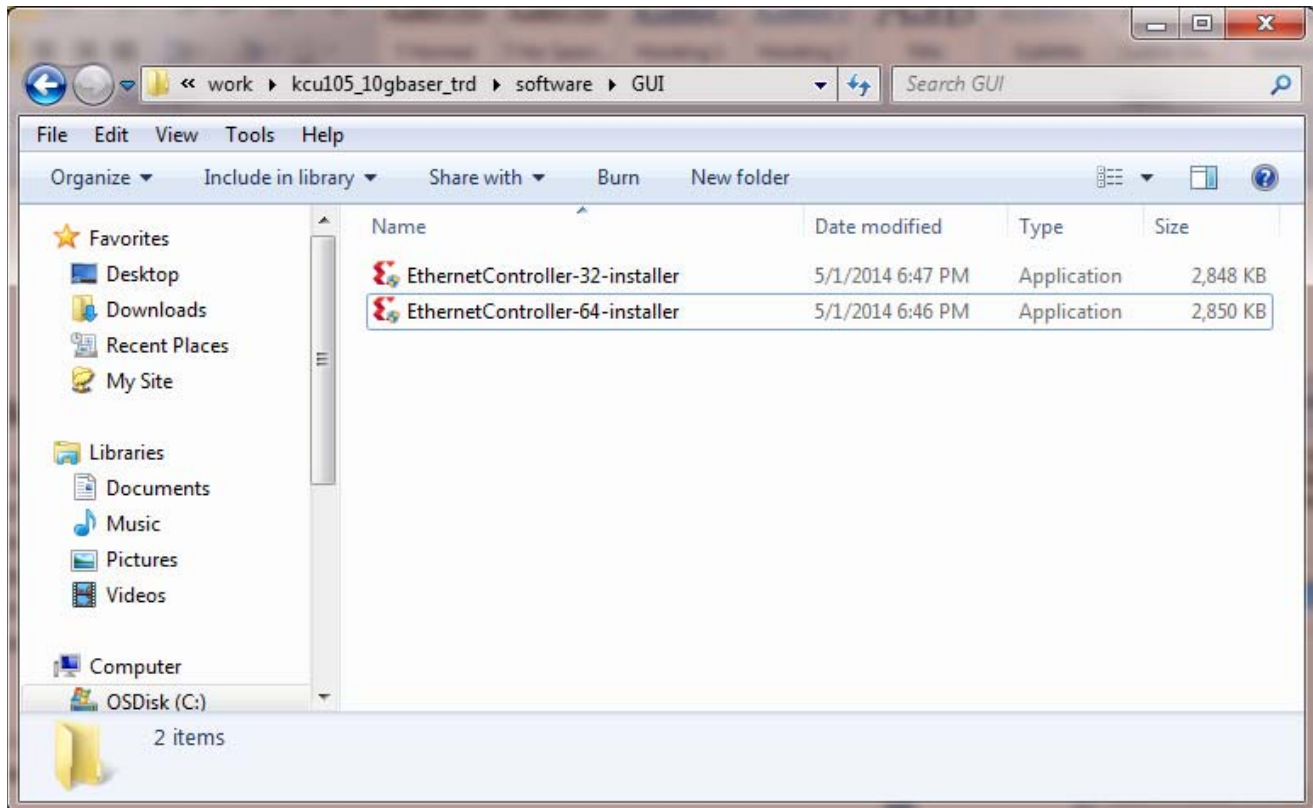 « work ▸ kcu105_10gbaser_trd ▸ software ▸ GUI
Search GUI
File Edit View Tools Help
Organize Include in library Share with Burn New folder
Name Date modified Type Size
EthernetController-32-installer 5/1/2014 6:47 PM Application 2,848 KB
EthernetController-64-installer 5/1/2014 6:46 PM Application 2,850 KB
Favorites
Desktop
Downloads
Recent Places
My Site
Libraries
Documents
Music
Pictures
Videos
Computer
OSDisk (C:)
2 items